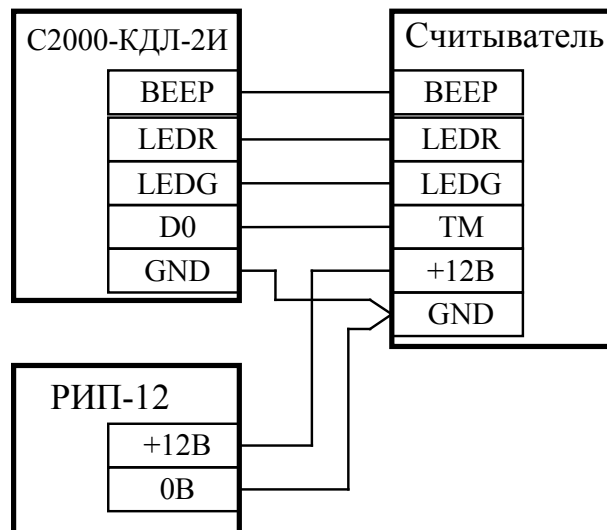 С2000-КДЛ-2И
BEEP
LEDR
LEDG
D0
GND
Считыватель
BEEP
LEDR
LEDG
TM
+12В
GND
РИП-12
+12В
0В